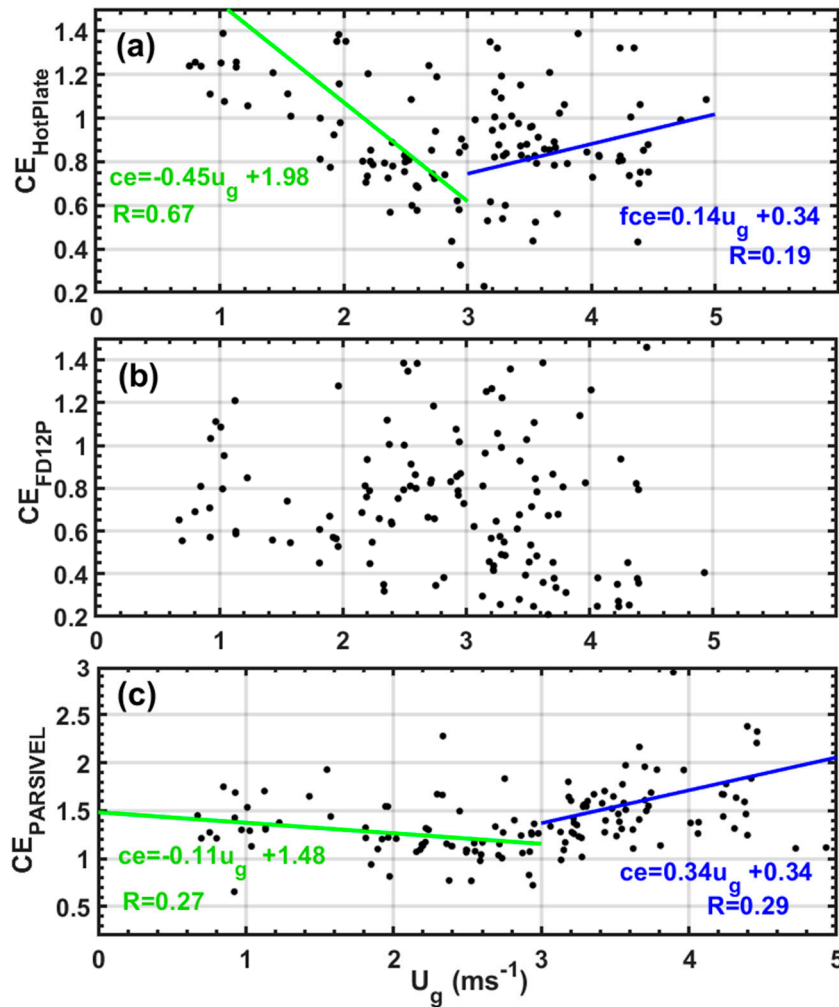 (a)
CE_HotPlate
1.4
1.2
1
0.8
0.6
0.4
0.2
ce=-0.45u_g +1.98
R=0.67
fce=0.14u_g +0.34
R=0.19
0 1 2 3 4 5
(b)
CE_FD12P
1.4
1.2
1
0.8
0.6
0.4
0.2
0 1 2 3 4 5
(c)
CE_PARSIVEL
3
2.5
2
1.5
1
0.5
ce=-0.11u_g +1.48
R=0.27
ce=0.34u_g +0.34
R=0.29
0 1 2 3 4 5
U_g (ms^-1)